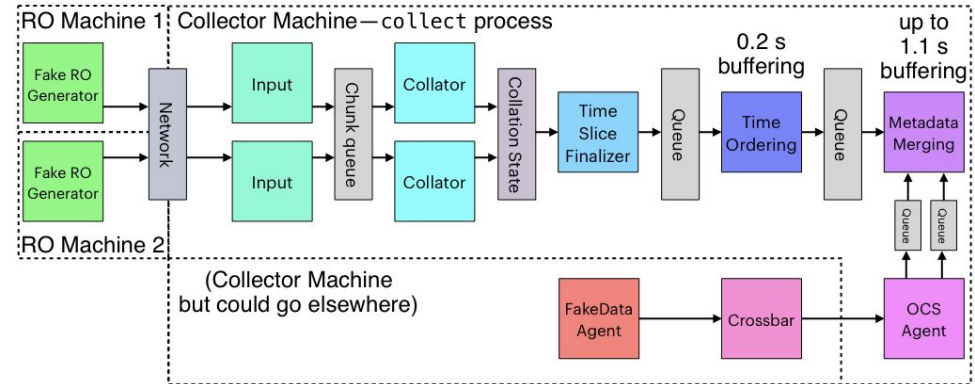 RO Machine 1
Collector Machine—collect process
Fake RO
Generator
Network
Input
Chunk queue
Collator
Collation State
Time
Slice
Finalizer
Queue
0.2 s
buffering
Time
Ordering
Queue
up to
1.1 s
buffering
Metadata
Merging
Fake RO
Generator
Input
Collator
RO Machine 2
Queue
Queue
(Collector Machine
but could go elsewhere)
FakeData
Agent
Crossbar
OCS
Agent